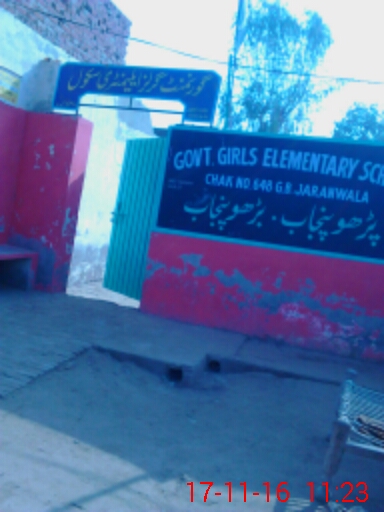 گورنمنٹ گرلز ایلیمنٹری سکول
GOVT. GIRLS ELEMENTARY SCH
CHAK NO 648 G.B. JARANWALA
پڑھو پنجاب ۔ بڑھو پنجاب
17-11-16 11:23